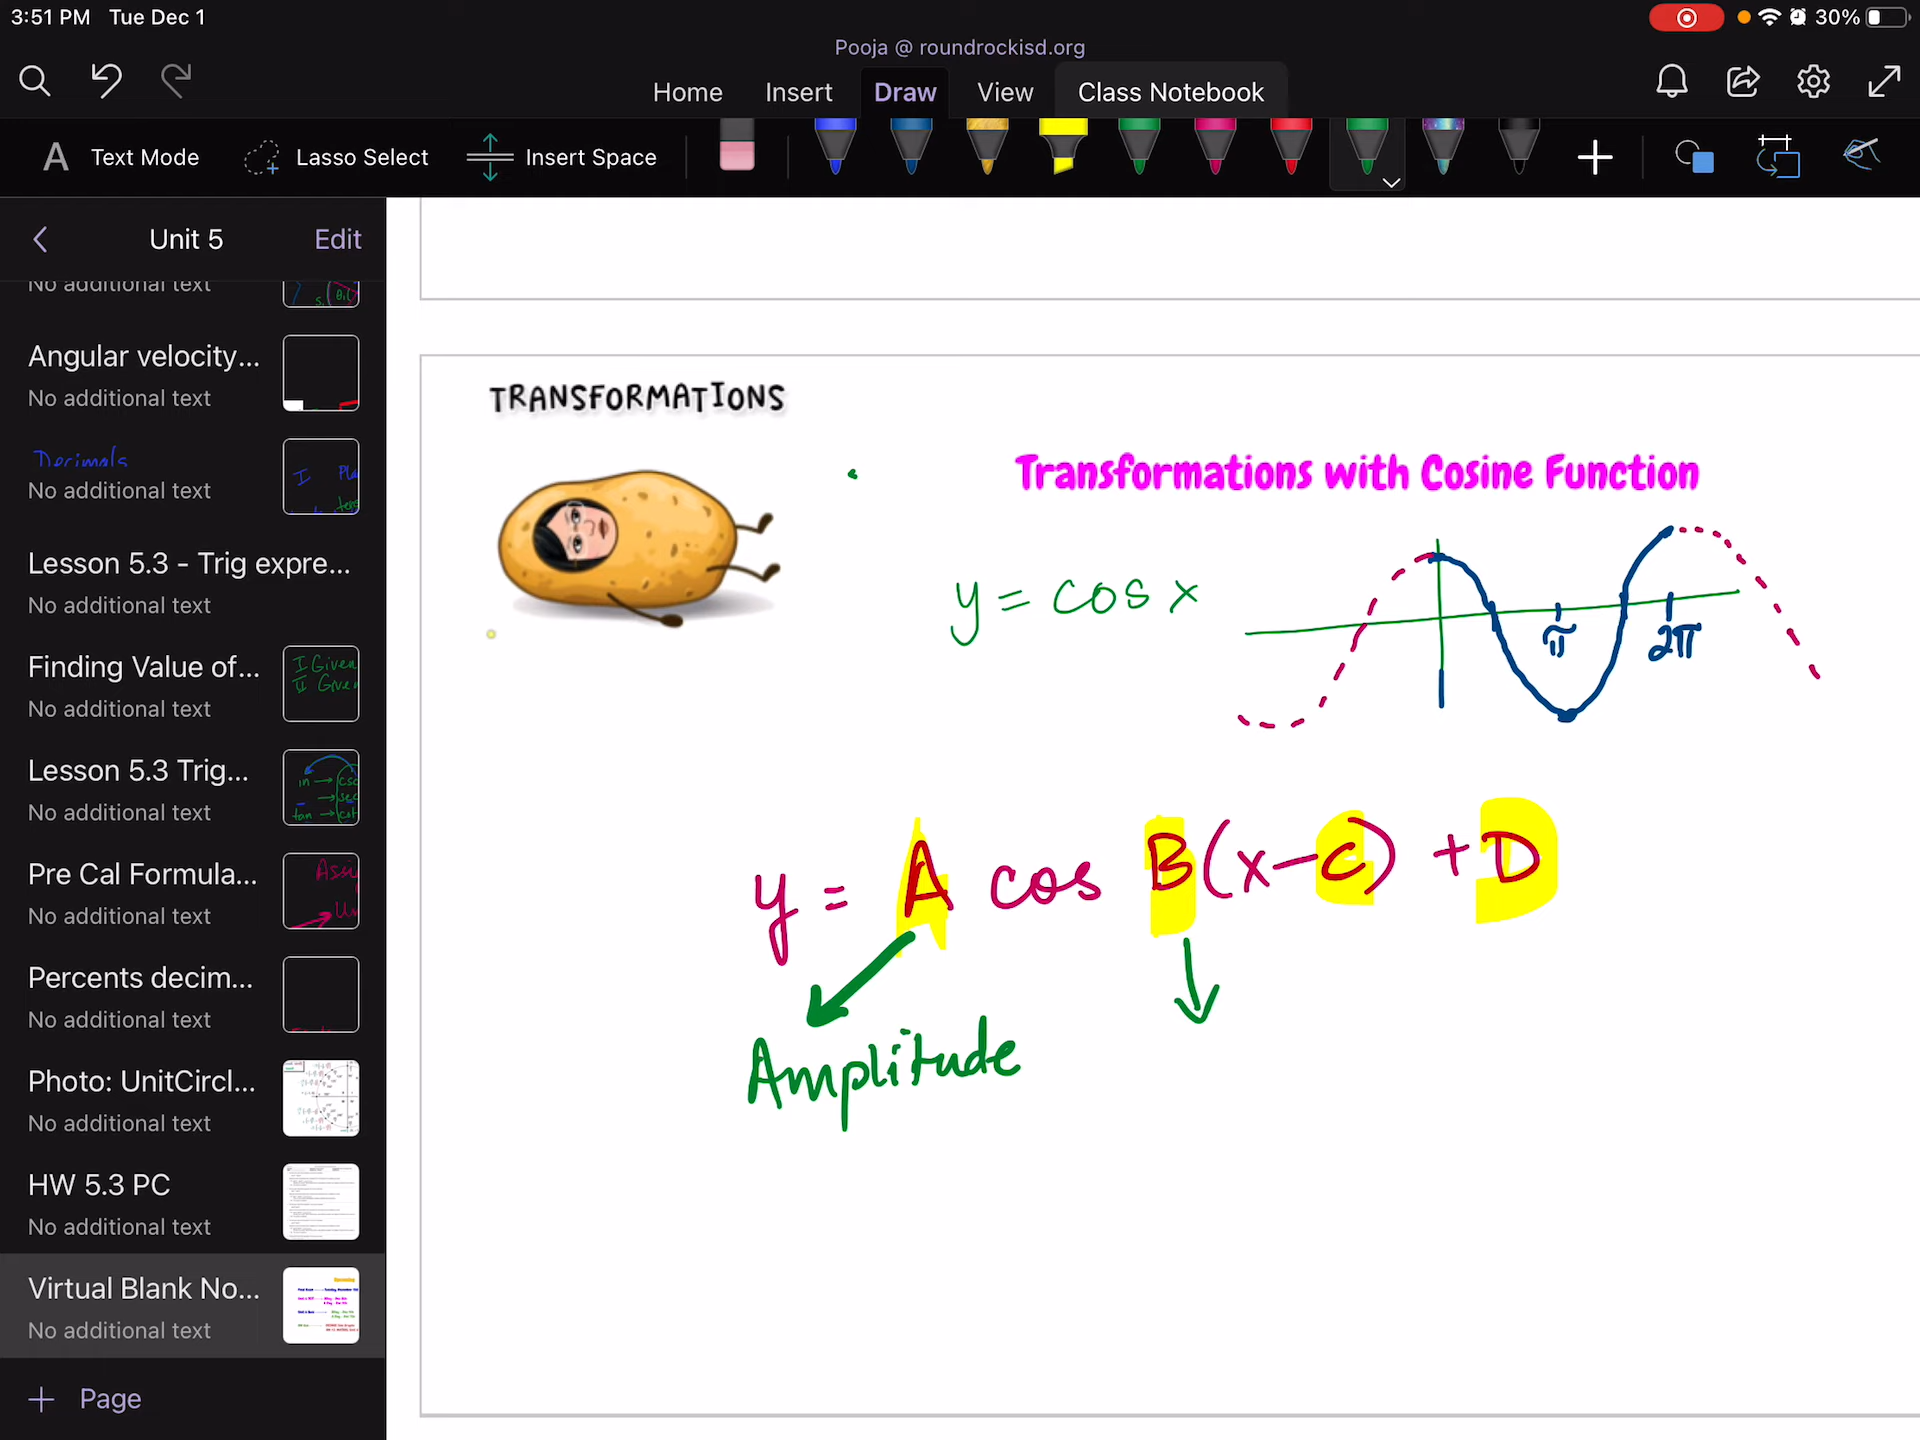 3:51 PM Tue Dec 1
30%
Pooja @ roundrockisd.org
Home Insert Draw View Class Notebook
A Text Mode Lasso Select Insert Space
Unit 5 Edit
No additional text
Angular velocity...
No additional text
Decimals
No additional text
Lesson 5.3 - Trig expre...
No additional text
Finding Value of...
No additional text
Lesson 5.3 Trig...
No additional text
Pre Cal Formula...
No additional text
Percents decim...
No additional text
Photo: UnitCircl...
No additional text
HW 5.3 PC
No additional text
Virtual Blank No...
No additional text
+ Page
TRANSFORMATIONS
Transformations with Cosine Function
y = cos x
π 2π
y = A cos B(x-c) + D
Amplitude